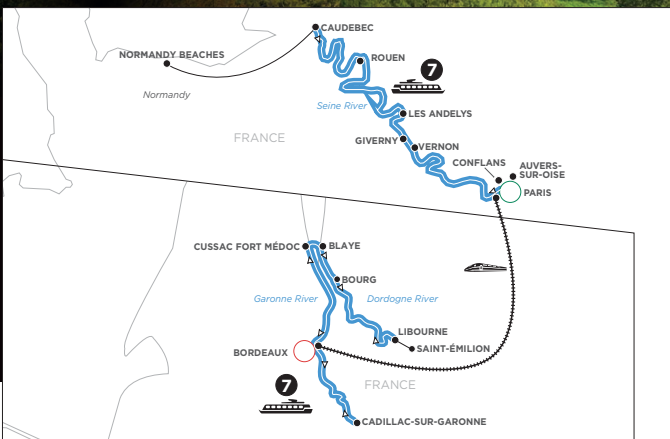 CAUDEBEC
NORMANDY BEACHES
ROUEN
7
Normandy
Seine River
LES ANDELYS
FRANCE
GIVERNY
VERNON
CONFLANS
AUVERS-
SUR-OISE
PARIS
CUSSAC FORT MÉDOC
BLAYE
BOURG
Garonne River
Dordogne River
LIBOURNE
BORDEAUX
SAINT-ÉMILION
7
FRANCE
CADILLAC-SUR-GARONNE